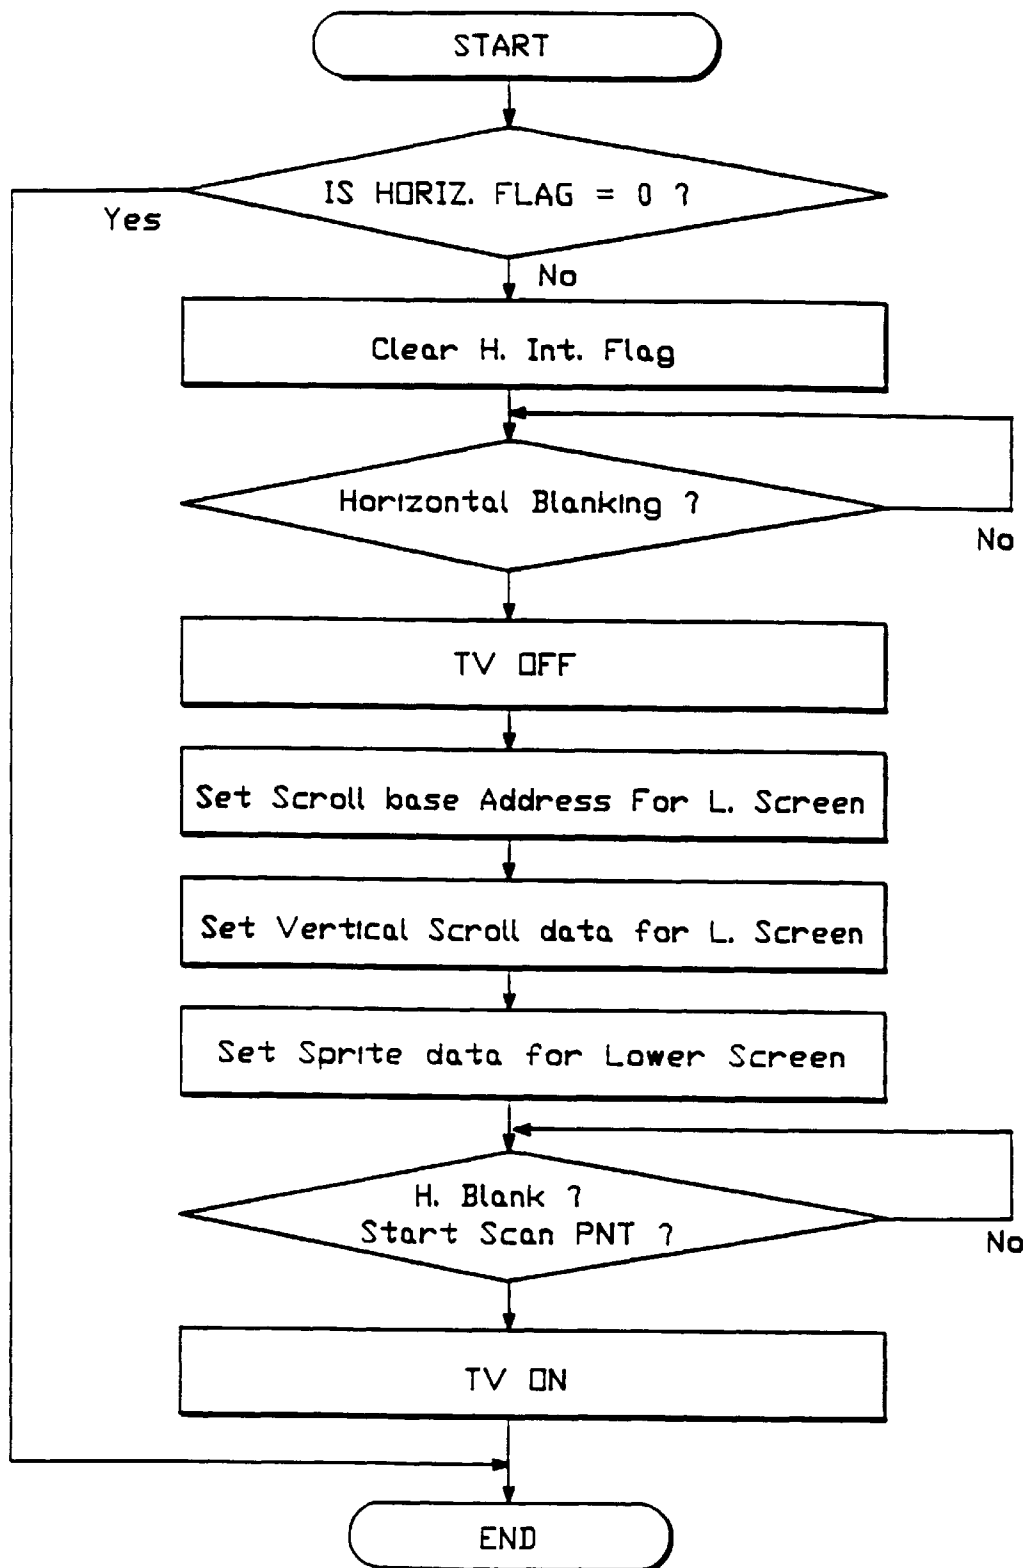 START
IS HORIZ. FLAG = 0 ?
Yes
No
Clear H. Int. Flag
Horizontal Blanking ?
No
TV OFF
Set Scroll base Address For L. Screen
Set Vertical Scroll data for L. Screen
Set Sprite data for Lower Screen
H. Blank ?
Start Scan PNT ?
No
TV ON
END